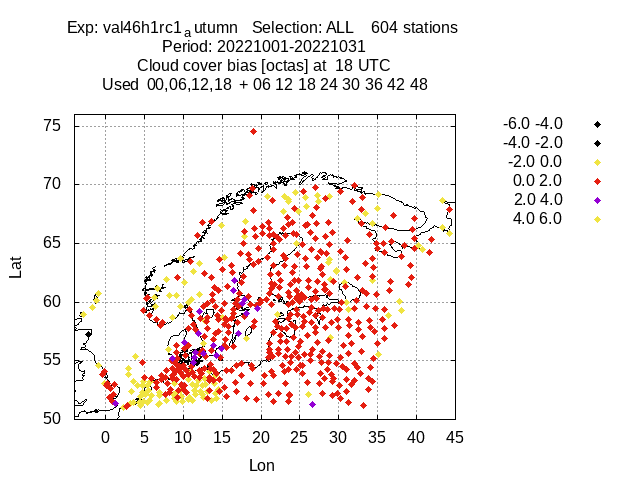 Exp: val46h1rc1autumn Selection: ALL 604 stations
Period: 20221001-20221031
Cloud cover bias [octas] at 18 UTC
Used 00,06,12,18 + 06 12 18 24 30 36 42 48
-6.0 -4.0
-4.0 -2.0
-2.0 0.0
0.0 2.0
2.0 4.0
4.0 6.0
75
70
65
60
55
50
Lat
0 5 10 15 20 25 30 35 40 45
Lon